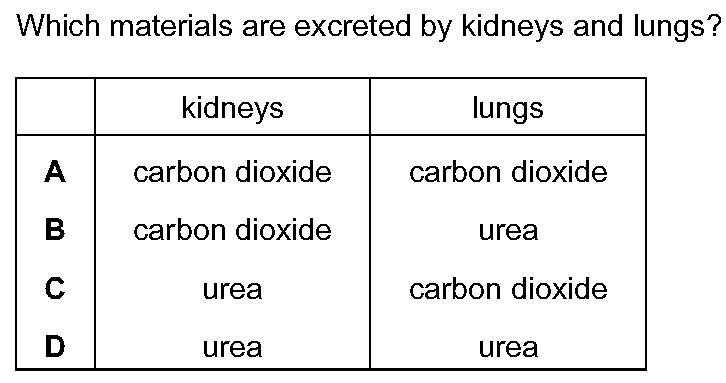 Which materials are excreted by kidneys and lungs?
kidneys lungs
A carbon dioxide carbon dioxide
B carbon dioxide urea
C urea carbon dioxide
D urea urea